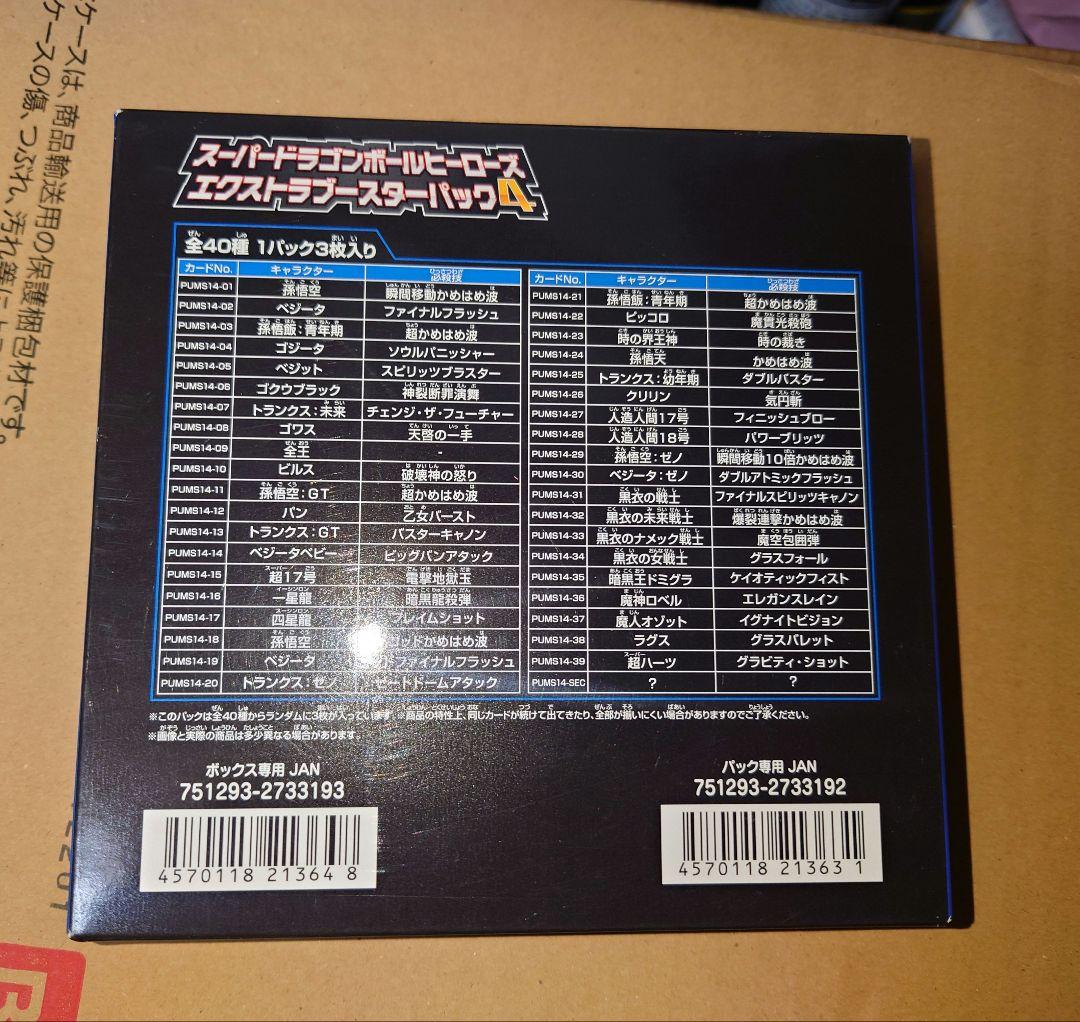 ケースは、商品輸送用の保護梱包材です。
ケースの傷、つぶれ、汚れ等に
スーパードラゴンボールヒーローズ
エクストラブースターパック4
全40種 1パック3枚入り
カードNo. キャラクター 必殺技
PUMS14-01 孫悟空 瞬間移動かめはめ波
PUMS14-02 ベジータ ファイナルフラッシュ
PUMS14-03 孫悟飯:青年期 超かめはめ波
PUMS14-04 ゴジータ ソウルパニッシャー
PUMS14-05 ベジット スピリッツブラスター
PUMS14-06 ゴクウブラック 神裂断罪演舞
PUMS14-07 トランクス:未来 チェンジ・ザ・フューチャー
PUMS14-08 ゴワス 天啓の一手
PUMS14-09 全王 -
PUMS14-10 ビルス 破壊神の怒り
PUMS14-11 孫悟空:GT 超かめはめ波
PUMS14-12 パン 乙女バースト
PUMS14-13 トランクス:GT バスターキャノン
PUMS14-14 ベジータベビー ビッグバンアタック
PUMS14-15 超17号 電撃地獄玉
PUMS14-16 一星龍 暗黒龍殺弾
PUMS14-17 四星龍 フレイムショット
PUMS14-18 孫悟空 ゴッドかめはめ波
PUMS14-19 ベジータ ファイナルフラッシュ
PUMS14-20 トランクス:ゼノ ートドームアタック
カードNo. キャラクター 必殺技
PUMS14-21 孫悟飯:青年期 超かめはめ波
PUMS14-22 ピッコロ 魔貫光殺砲
PUMS14-23 時の界王神 時の裁き
PUMS14-24 孫悟天 かめはめ波
PUMS14-25 トランクス:幼年期 ダブルバスター
PUMS14-26 クリリン 気円斬
PUMS14-27 人造人間17号 フィニッシュブロー
PUMS14-28 人造人間18号 パワーブリッツ
PUMS14-29 孫悟空:ゼノ 瞬間移動10倍かめはめ波
PUMS14-30 ベジータ:ゼノ ダブルアトミックフラッシュ
PUMS14-31 黒衣の戦士 ファイナルスピリッツキャノン
PUMS14-32 黒衣の未来戦士 爆裂連撃かめはめ波
PUMS14-33 黒衣のナメック戦士 魔空包囲弾
PUMS14-34 黒衣の女戦士 グラスフォール
PUMS14-35 暗黒王ドミグラ ケイオティックフィスト
PUMS14-36 魔神ロベル エレガンスレイン
PUMS14-37 魔人オゾット イグナイトビジョン
PUMS14-38 ラグス グラスバレット
PUMS14-39 超ハーツ グラビティ・ショット
PUMS14-SEC ? ?
※このパックは全40種からランダムに3枚が入っています。※商品の特性上、同じカードが続けて出てきたり、全部が揃いにくい場合がありますのでご了承ください。
※画像と実際の商品は多少異なる場合があります。
ボックス専用 JAN
751293-2733193
4570118 213648
パック専用 JAN
751293-2733192
4570118 213631